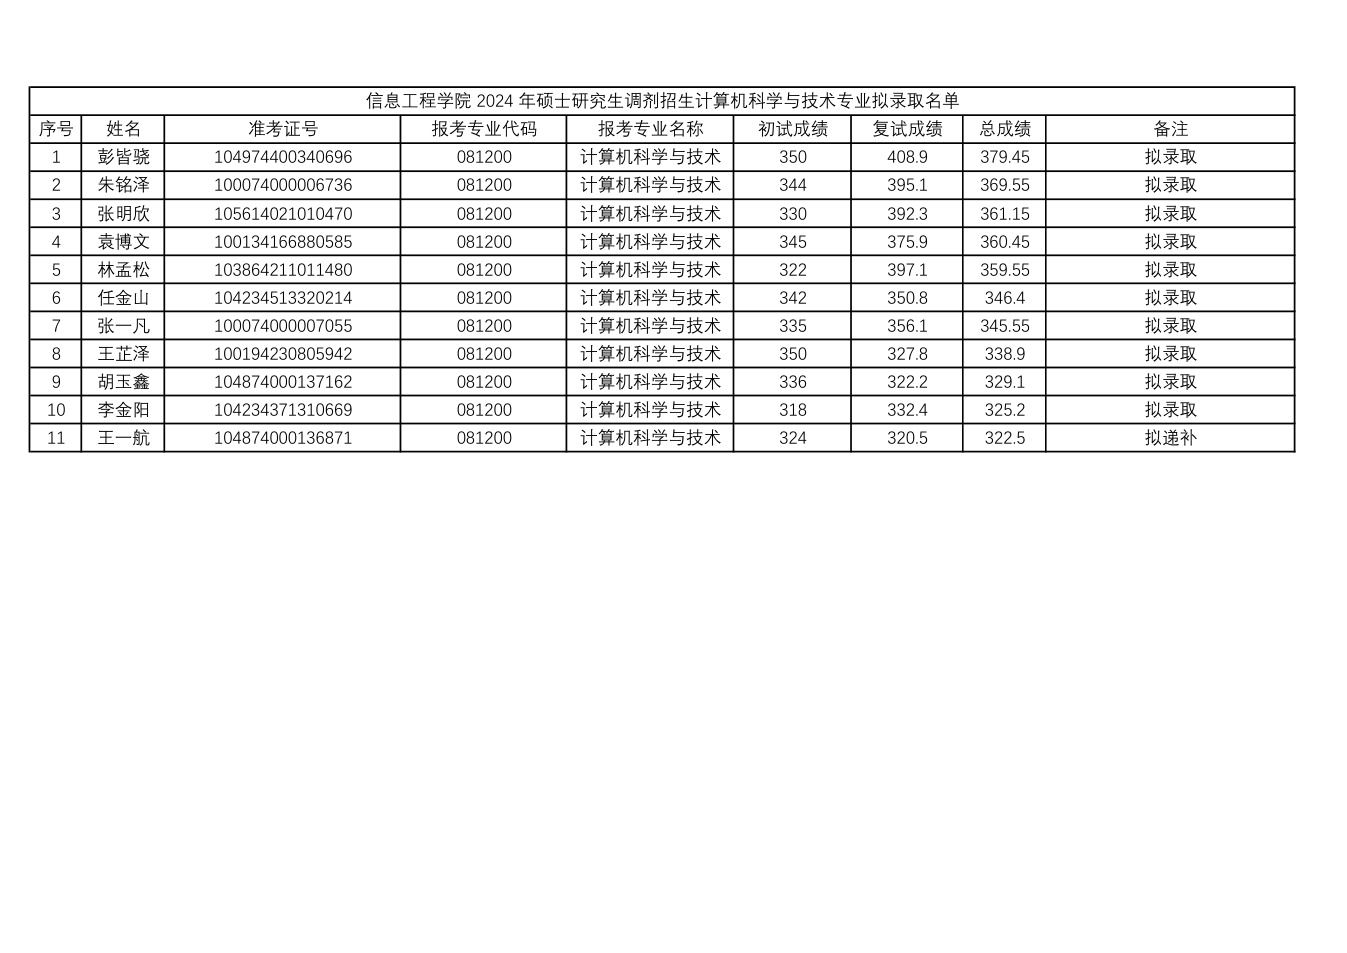 信息工程学院 2024 年硕士研究生调剂招生计算机科学与技术专业拟录取名单
序号 姓名 准考证号 报考专业代码 报考专业名称 初试成绩 复试成绩 总成绩 备注
1 彭皆骁 104974400340696 081200 计算机科学与技术 350 408.9 379.45 拟录取
2 朱铭泽 100074000006736 081200 计算机科学与技术 344 395.1 369.55 拟录取
3 张明欣 105614021010470 081200 计算机科学与技术 330 392.3 361.15 拟录取
4 袁博文 100134166880585 081200 计算机科学与技术 345 375.9 360.45 拟录取
5 林孟松 103864211011480 081200 计算机科学与技术 322 397.1 359.55 拟录取
6 任金山 104234513320214 081200 计算机科学与技术 342 350.8 346.4 拟录取
7 张一凡 100074000007055 081200 计算机科学与技术 335 356.1 345.55 拟录取
8 王芷泽 100194230805942 081200 计算机科学与技术 350 327.8 338.9 拟录取
9 胡玉鑫 104874000137162 081200 计算机科学与技术 336 322.2 329.1 拟录取
10 李金阳 104234371310669 081200 计算机科学与技术 318 332.4 325.2 拟录取
11 王一航 104874000136871 081200 计算机科学与技术 324 320.5 322.5 拟递补